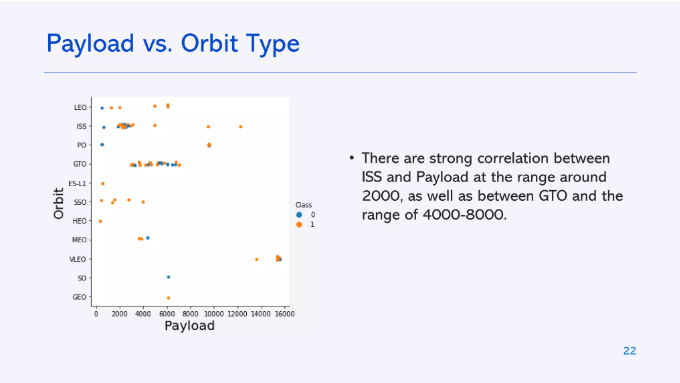 Payload vs. Orbit Type
LEO
ISS
PO
GTO
ES-L1
SSO
HEO
MEO
VLEO
SO
GEO
Orbit
0 2000 4000 6000 8000 10000 12000 14000 16000
Payload
Class
0
1
• There are strong correlation between
ISS and Payload at the range around
2000, as well as between GTO and the
range of 4000-8000.
22